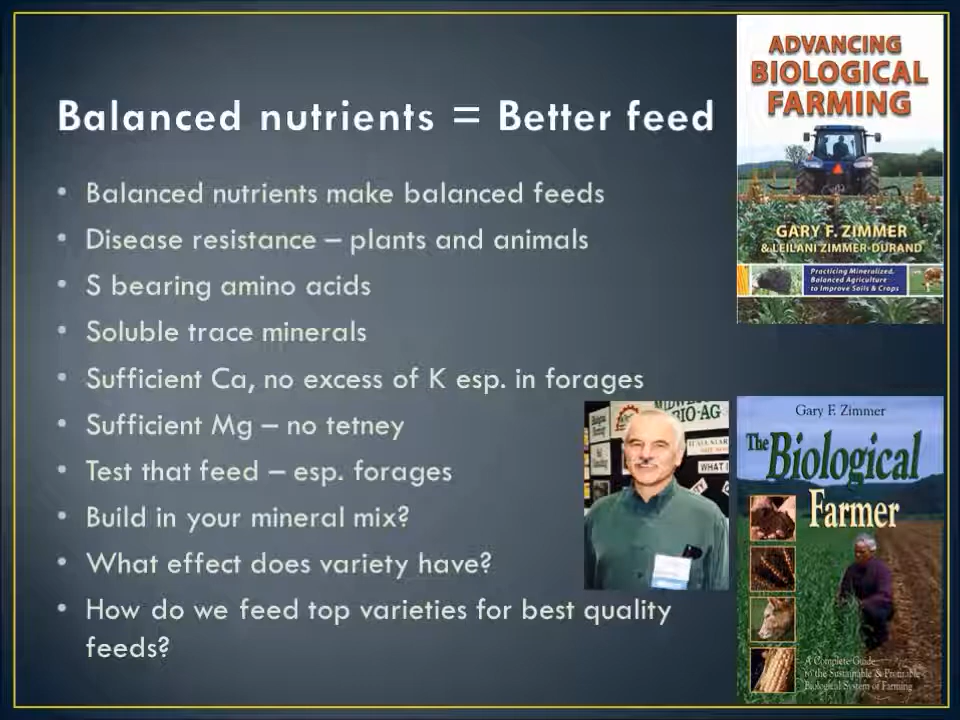 Balanced nutrients = Better feed
• Balanced nutrients make balanced feeds
• Disease resistance – plants and animals
• S bearing amino acids
• Soluble trace minerals
• Sufficient Ca, no excess of K esp. in forages
• Sufficient Mg – no tetney
• Test that feed – esp. forages
• Build in your mineral mix?
• What effect does variety have?
• How do we feed top varieties for best quality
feeds?
ADVANCING
BIOLOGICAL
FARMING
GARY F. ZIMMER
& LEILANI ZIMMER-DURAND
Practicing Mineralized,
Balanced Agriculture
to Improve Soils & Crops
BIO-AG
WHAT I
Gary F. Zimmer
The
Biological
Farmer
A Complete Guide
to the Sustainable & Profitable
Biological System of Farming